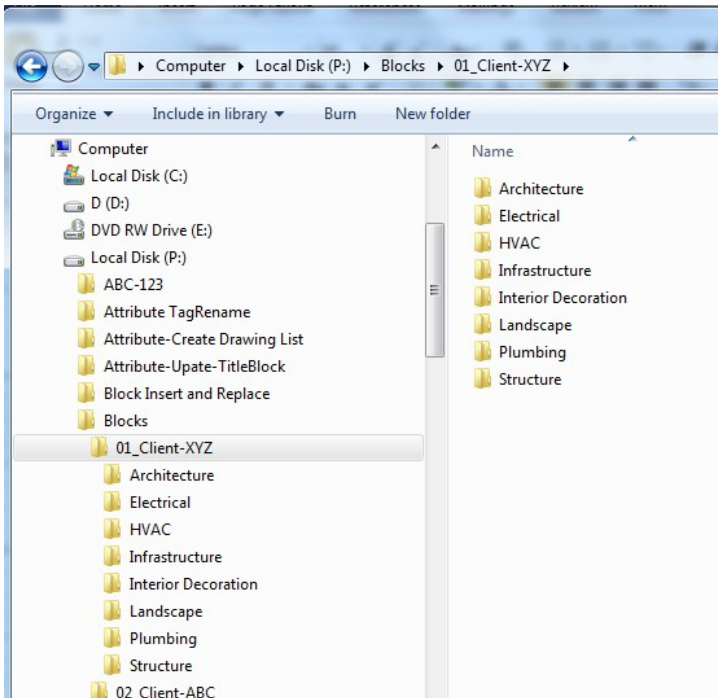 Computer Local Disk (P:) Blocks 01_Client-XYZ
Organize Include in library Burn New folder
Computer
Local Disk (C:)
D (D:)
DVD RW Drive (E:)
Local Disk (P:)
ABC-123
Attribute TagRename
Attribute-Create Drawing List
Attribute-Upate-TitleBlock
Block Insert and Replace
Blocks
01_Client-XYZ
Architecture
Electrical
HVAC
Infrastructure
Interior Decoration
Landscape
Plumbing
Structure
02_Client-ABC
Name
Architecture
Electrical
HVAC
Infrastructure
Interior Decoration
Landscape
Plumbing
Structure